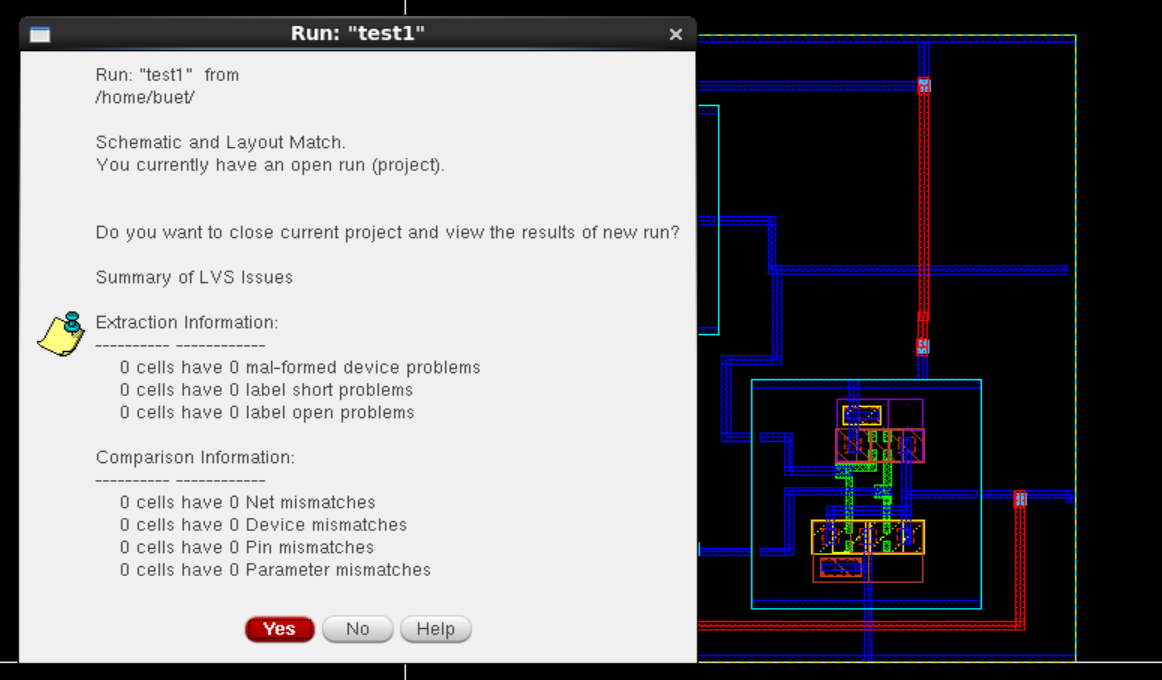 Run: "test1"
Run: "test1" from
/home/buet/
Schematic and Layout Match.
You currently have an open run (project).
Do you want to close current project and view the results of new run?
Summary of LVS Issues
Extraction Information:
---------- ------------
0 cells have 0 mal-formed device problems
0 cells have 0 label short problems
0 cells have 0 label open problems
Comparison Information:
---------- ------------
0 cells have 0 Net mismatches
0 cells have 0 Device mismatches
0 cells have 0 Pin mismatches
0 cells have 0 Parameter mismatches
Yes No Help